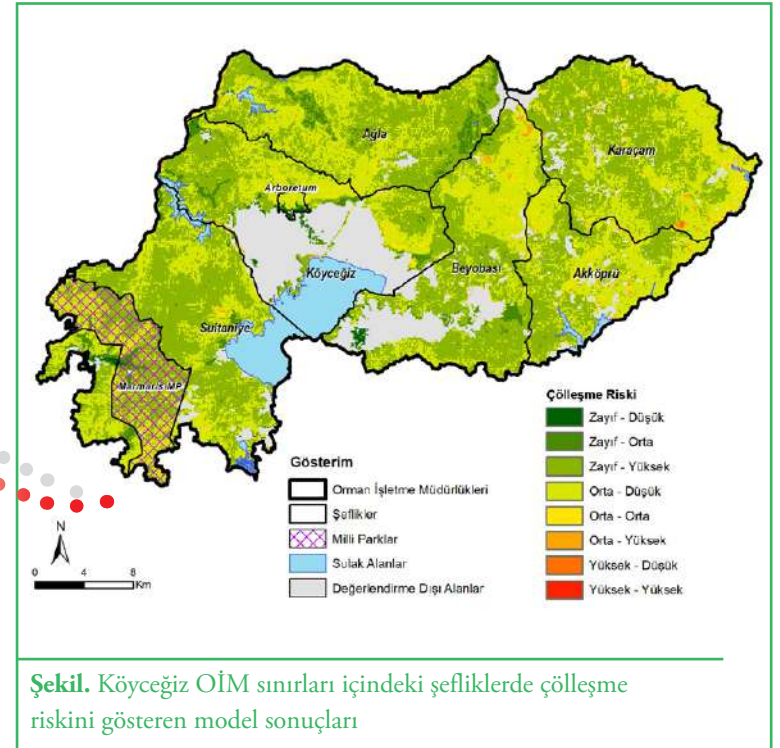 Ağla
Karaçam
Arboretum
Köyceğiz
Beyobası
Akköprü
Sultaniye
Marmaris MP
Çölleşme Riski
Zayıf - Düşük
Zayıf - Orta
Zayıf - Yüksek
Orta - Düşük
Orta - Orta
Orta - Yüksek
Yüksek - Düşük
Yüksek - Yüksek
Gösterim
Orman İşletme Müdürlükleri
Şeflikler
Milli Parklar
Sulak Alanlar
Değerlendirme Dışı Alanlar
N
0 4 8
Km
Şekil. Köyceğiz OİM sınırları içindeki şefliklerde çölleşme
riskini gösteren model sonuçları